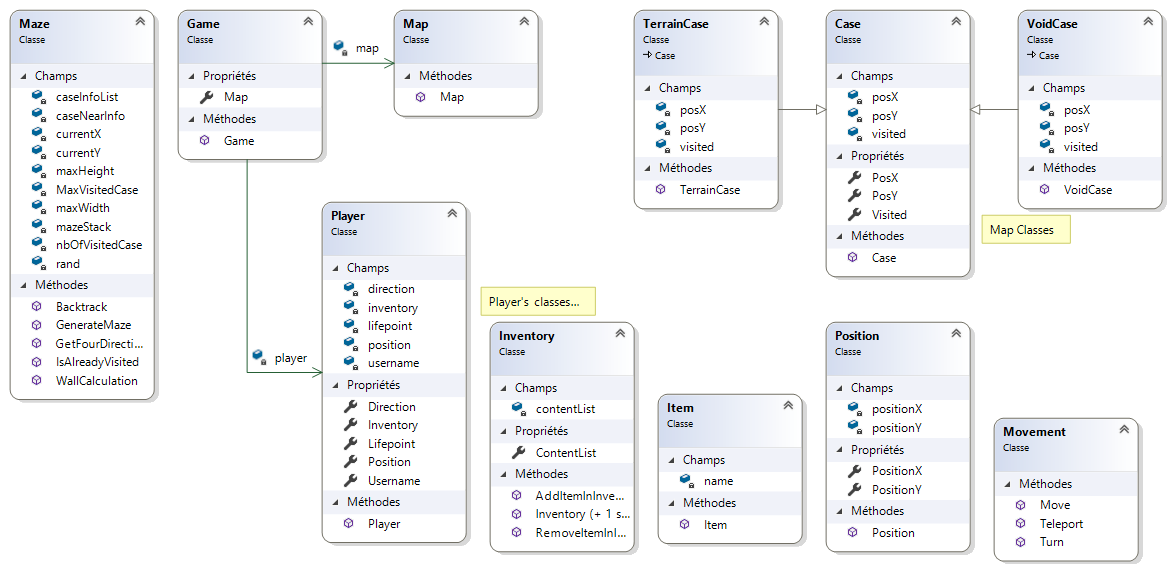 Maze
Classe
Champs
caseInfoList
caseNearInfo
currentX
currentY
maxHeight
MaxVisitedCase
maxWidth
mazeStack
nbOfVisitedCase
rand
Méthodes
Backtrack
GenerateMaze
GetFourDirecti...
IsAlreadyVisited
WallCalculation
Game
Classe
Propriétés
Map
Méthodes
Game
map
player
Map
Classe
Méthodes
Map
Player
Classe
Champs
direction
inventory
lifepoint
position
username
Propriétés
Direction
Inventory
Lifepoint
Position
Username
Méthodes
Player
Player's classes...
Inventory
Classe
Champs
contentList
Propriétés
ContentList
Méthodes
AddItemInInve...
Inventory (+ 1 s...
RemoveItemInI...
TerrainCase
Classe
Case
Champs
posX
posY
visited
Méthodes
TerrainCase
Case
Classe
Champs
posX
posY
visited
Propriétés
PosX
PosY
Visited
Méthodes
Case
VoidCase
Classe
Case
Champs
posX
posY
visited
Méthodes
VoidCase
Map Classes
Item
Classe
Champs
name
Méthodes
Item
Position
Classe
Champs
positionX
positionY
Propriétés
PositionX
PositionY
Méthodes
Position
Movement
Classe
Méthodes
Move
Teleport
Turn